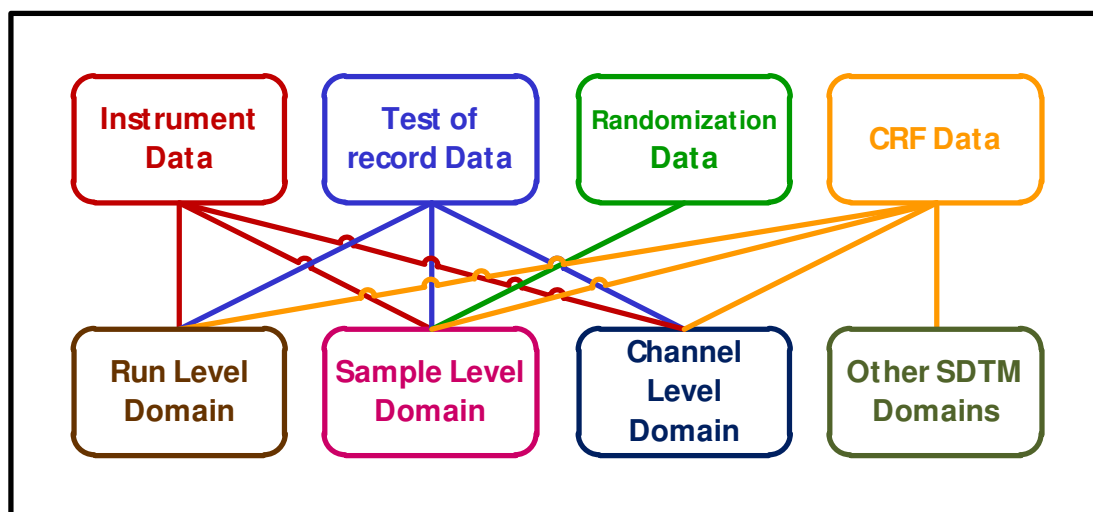 Instrument
Data
Test of
record Data
Randomization
Data
CRF Data
Run Level
Domain
Sample Level
Domain
Channel
Level
Domain
Other SDTM
Domains